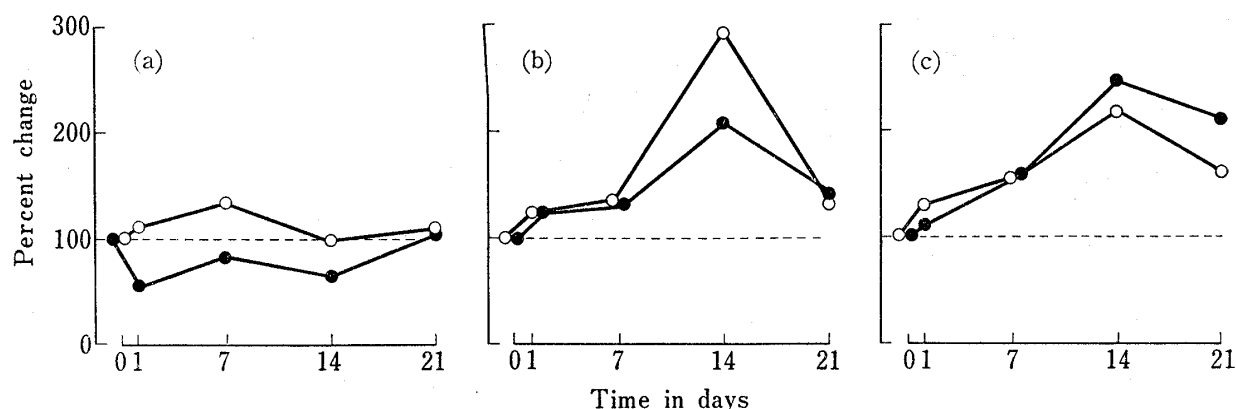 300
200
100
0
Percent change
(a)
(b)
(c)
0 1 7 14 21
0 1 7 14 21
0 1 7 14 21
Time in days